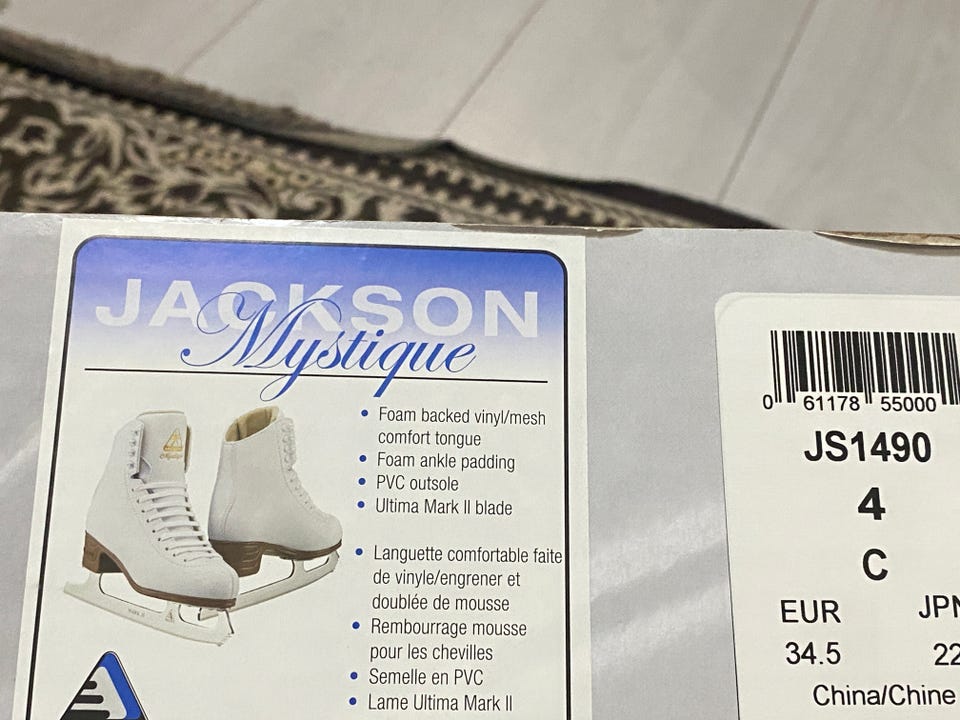 JACKSON
Mystique
• Foam backed vinyl/mesh
comfort tongue
• Foam ankle padding
• PVC outsole
• Ultima Mark II blade
• Languette comfortable faite
de vinyle/engrener et
doublée de mousse
• Rembourrage mousse
pour les chevilles
• Semelle en PVC
• Lame Ultima Mark II
0 61178 55000
JS1490
4
C
EUR
34.5
JPN
22
China/Chine